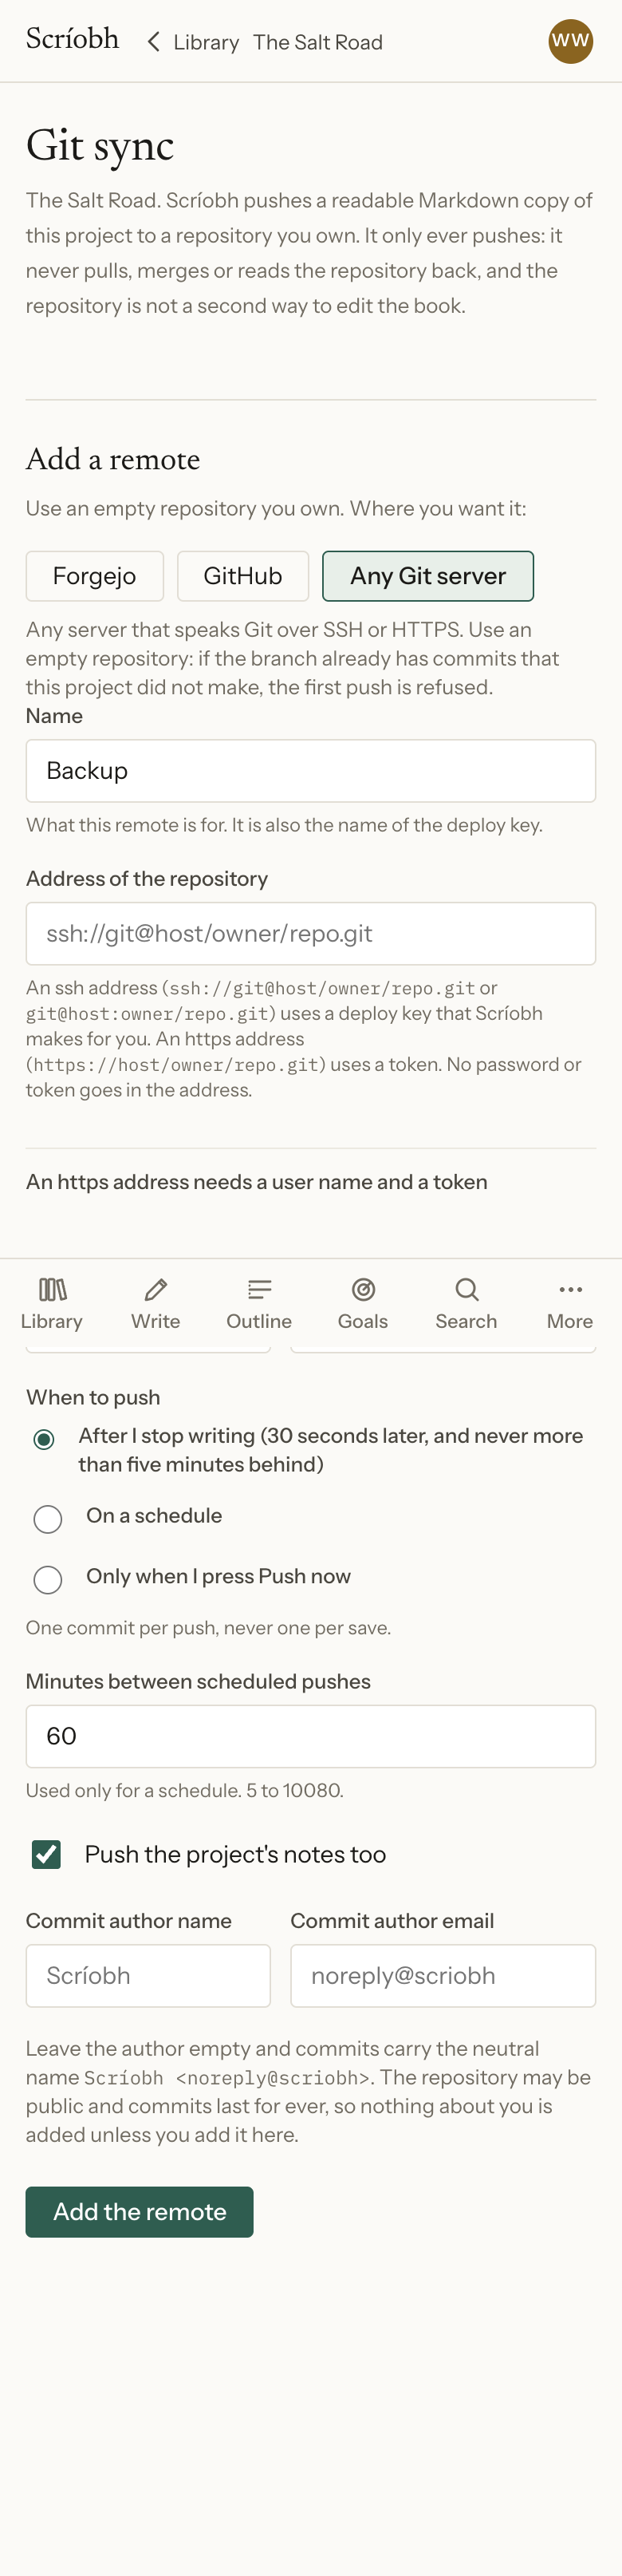 Scríobh
Library The Salt Road
WW
Git sync
The Salt Road. Scríobh pushes a readable Markdown copy of
this project to a repository you own. It only ever pushes: it
never pulls, merges or reads the repository back, and the
repository is not a second way to edit the book.
Add a remote
Use an empty repository you own. Where you want it:
Forgejo
GitHub
Any Git server
Any server that speaks Git over SSH or HTTPS. Use an
empty repository: if the branch already has commits that
this project did not make, the first push is refused.
Name
Backup
What this remote is for. It is also the name of the deploy key.
Address of the repository
ssh://git@host/owner/repo.git
An ssh address (ssh://git@host/owner/repo.git or
git@host:owner/repo.git) uses a deploy key that Scríobh
makes for you. An https address
(https://host/owner/repo.git) uses a token. No password or
token goes in the address.
An https address needs a user name and a token
Library
Write
Outline
Goals
Search
More
When to push
After I stop writing (30 seconds later, and never more
than five minutes behind)
On a schedule
Only when I press Push now
One commit per push, never one per save.
Minutes between scheduled pushes
60
Used only for a schedule. 5 to 10080.
Push the project's notes too
Commit author name
Commit author email
Scríobh
noreply@scriobh
Leave the author empty and commits carry the neutral
name Scríobh <noreply@scriobh>. The repository may be
public and commits last for ever, so nothing about you is
added unless you add it here.
Add the remote